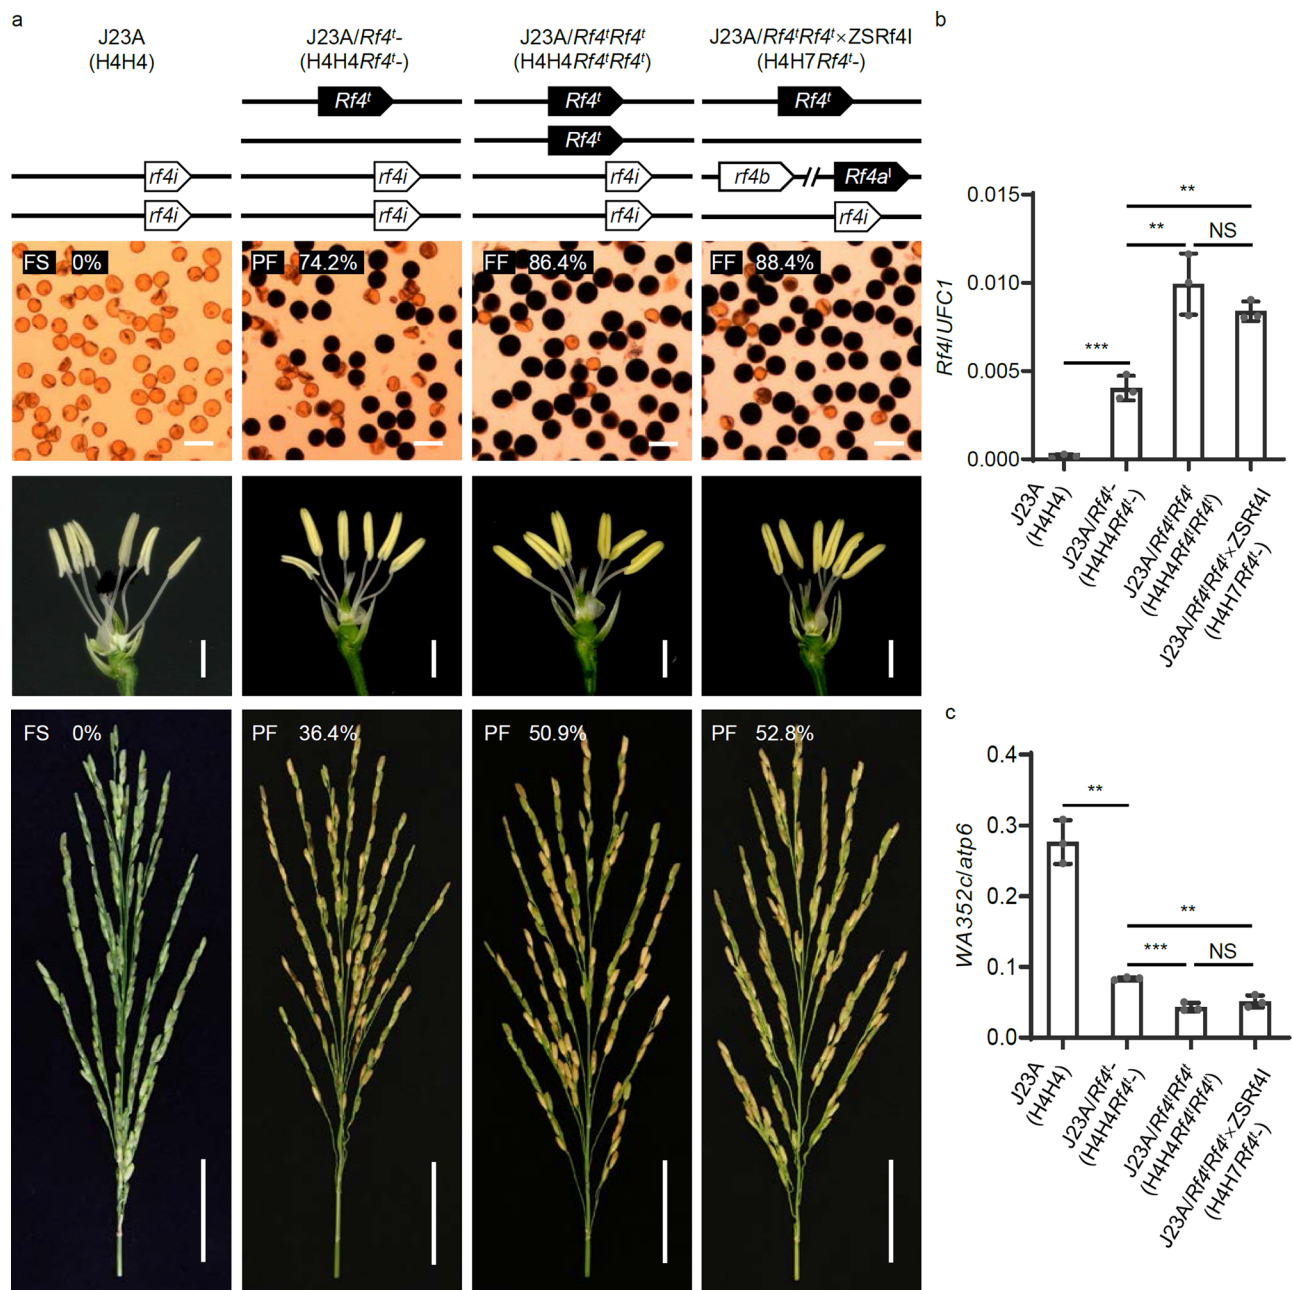 a
J23A
(H4H4)
J23A/Rf4ᵗ-
(H4H4Rf4ᵗ-)
J23A/Rf4ᵗRf4ᵗ
(H4H4Rf4ᵗRf4ᵗ)
J23A/Rf4ᵗRf4ᵗ×ZSRf4I
(H4H7Rf4ᵗ-)
Rf4ᵗ
Rf4ᵗ
Rf4ᵗ
Rf4ᵗ
rf4i
rf4i
rf4i
rf4b
Rf4aᴵ
rf4i
rf4i
rf4i
rf4i
FS 0%
PF 74.2%
FF 86.4%
FF 88.4%
FS 0%
PF 36.4%
PF 50.9%
PF 52.8%
b
Rf4/UFC1
0.015
0.010
0.005
0.000
***
**
**
NS
J23A
(H4H4)
J23A/Rf4ᵗ-
(H4H4Rf4ᵗ-)
J23A/Rf4ᵗRf4ᵗ
(H4H4Rf4ᵗRf4ᵗ)
J23A/Rf4ᵗRf4ᵗ×ZSRf4I
(H4H7Rf4ᵗ-)
c
WA352c/atp6
0.4
0.3
0.2
0.1
0.0
**
**
***
NS
J23A
(H4H4)
J23A/Rf4ᵗ-
(H4H4Rf4ᵗ-)
J23A/Rf4ᵗRf4ᵗ
(H4H4Rf4ᵗRf4ᵗ)
J23A/Rf4ᵗRf4ᵗ×ZSRf4I
(H4H7Rf4ᵗ-)